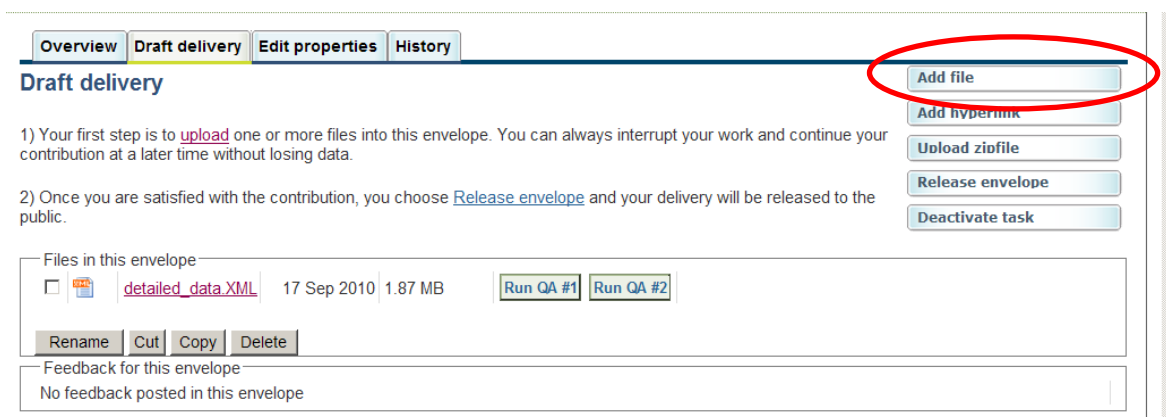 Overview Draft delivery Edit properties History
Draft delivery
Add file
Add hyperlink
Upload zipfile
Release envelope
Deactivate task
1) Your first step is to upload one or more files into this envelope. You can always interrupt your work and continue your
contribution at a later time without losing data.
2) Once you are satisfied with the contribution, you choose Release envelope and your delivery will be released to the
public.
Files in this envelope
XML detailed_data.XML 17 Sep 2010 1.87 MB Run QA #1 Run QA #2
Rename Cut Copy Delete
Feedback for this envelope
No feedback posted in this envelope